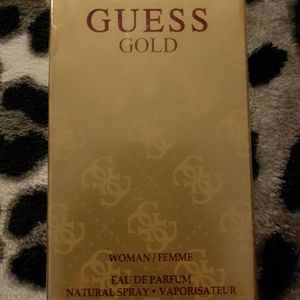 GUESS
GOLD
WOMAN / FEMME
EAU DE PARFUM
NATURAL SPRAY • VAPORISATEUR